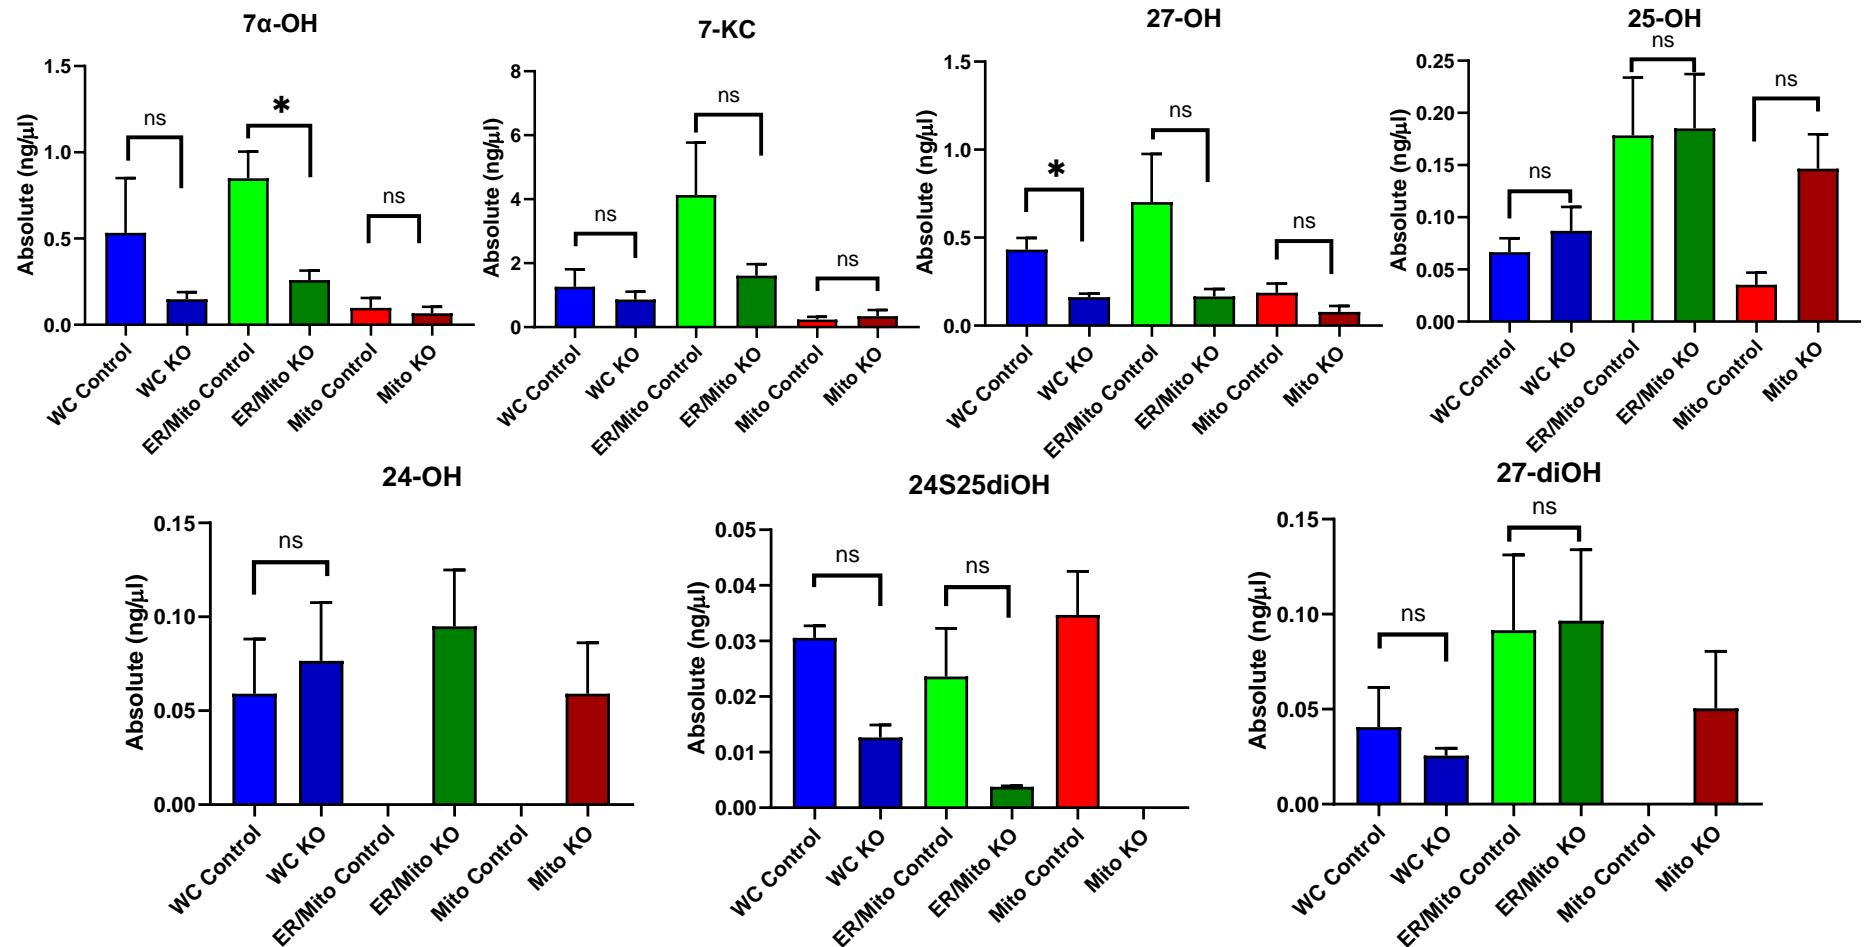 7α-OH
Absolute (ng/µl)
1.5
1.0
0.5
0.0
ns
*
ns
WC Control
WC KO
ER/Mito Control
ER/Mito KO
Mito Control
Mito KO
7-KC
Absolute (ng/µl)
8
6
4
2
0
ns
ns
ns
WC Control
WC KO
ER/Mito Control
ER/Mito KO
Mito Control
Mito KO
27-OH
Absolute (ng/µl)
1.5
1.0
0.5
0.0
*
ns
ns
WC Control
WC KO
ER/Mito Control
ER/Mito KO
Mito Control
Mito KO
25-OH
Absolute (ng/µl)
0.25
0.20
0.15
0.10
0.05
0.00
ns
ns
ns
WC Control
WC KO
ER/Mito Control
ER/Mito KO
Mito Control
Mito KO
24-OH
Absolute (ng/µl)
0.15
0.10
0.05
0.00
ns
WC Control
WC KO
ER/Mito Control
ER/Mito KO
Mito Control
Mito KO
24S25diOH
Absolute (ng/µl)
0.05
0.04
0.03
0.02
0.01
0.00
ns
ns
WC Control
WC KO
ER/Mito Control
ER/Mito KO
Mito Control
Mito KO
27-diOH
Absolute (ng/µl)
0.15
0.10
0.05
0.00
ns
ns
WC Control
WC KO
ER/Mito Control
ER/Mito KO
Mito Control
Mito KO